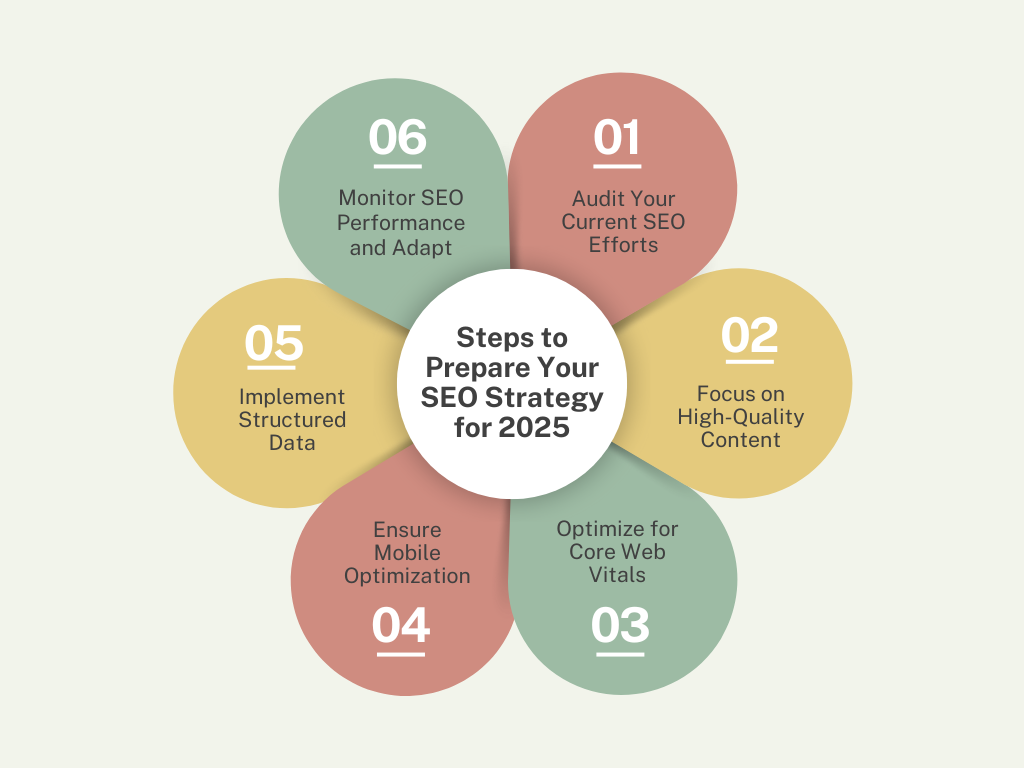 Steps to
Prepare Your
SEO Strategy
for 2025
01
Audit Your
Current SEO
Efforts
02
Focus on
High-Quality
Content
Optimize for
Core Web
Vitals
03
Ensure
Mobile
Optimization
04
05
Implement
Structured
Data
06
Monitor SEO
Performance
and Adapt